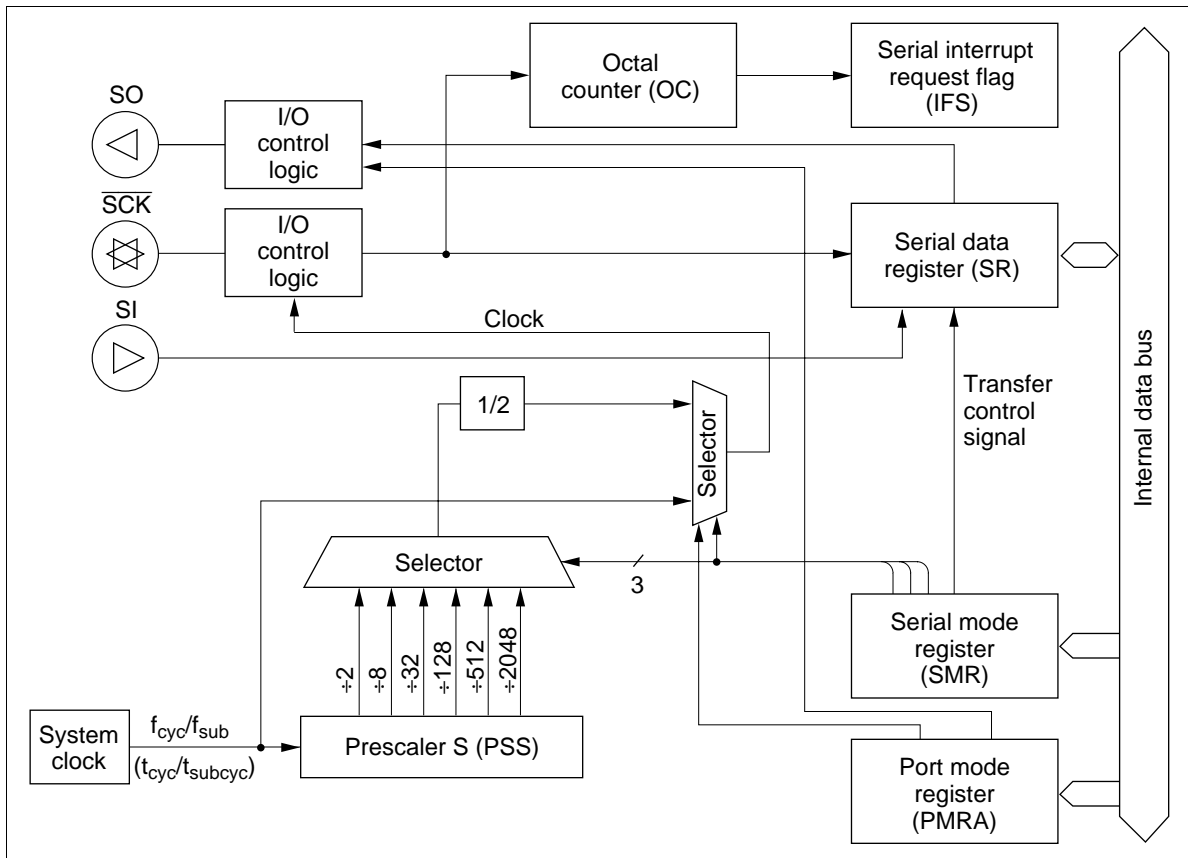 Octal
counter (OC)
Serial interrupt
request flag
(IFS)
SO
I/O
control
logic
SCK
I/O
control
logic
Serial data
register (SR)
SI
Clock
1/2
Selector
Transfer
control
signal
Internal data bus
Selector
3
÷2
÷8
÷32
÷128
÷512
÷2048
Serial mode
register
(SMR)
System
clock
fcyc/fsub
(tcyc/tsubcyc)
Prescaler S (PSS)
Port mode
register
(PMRA)